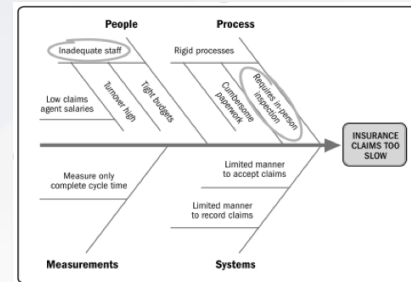 People
Process
Inadequate staff
Rigid processes
Low claims
agent salaries
Turnover high
Tight budgets
Cumbersome
paperwork
Requires in-person
inspection
INSURANCE
CLAIMS TOO
SLOW
Measure only
complete cycle time
Limited manner
to accept claims
Limited manner
to record claims
Measurements
Systems